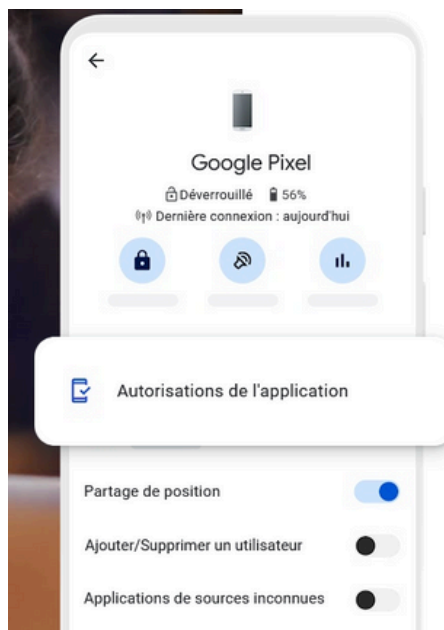 Google Pixel
Déverrouillé 56%
Dernière connexion : aujourd'hui
Autorisations de l'application
Partage de position
Ajouter/Supprimer un utilisateur
Applications de sources inconnues